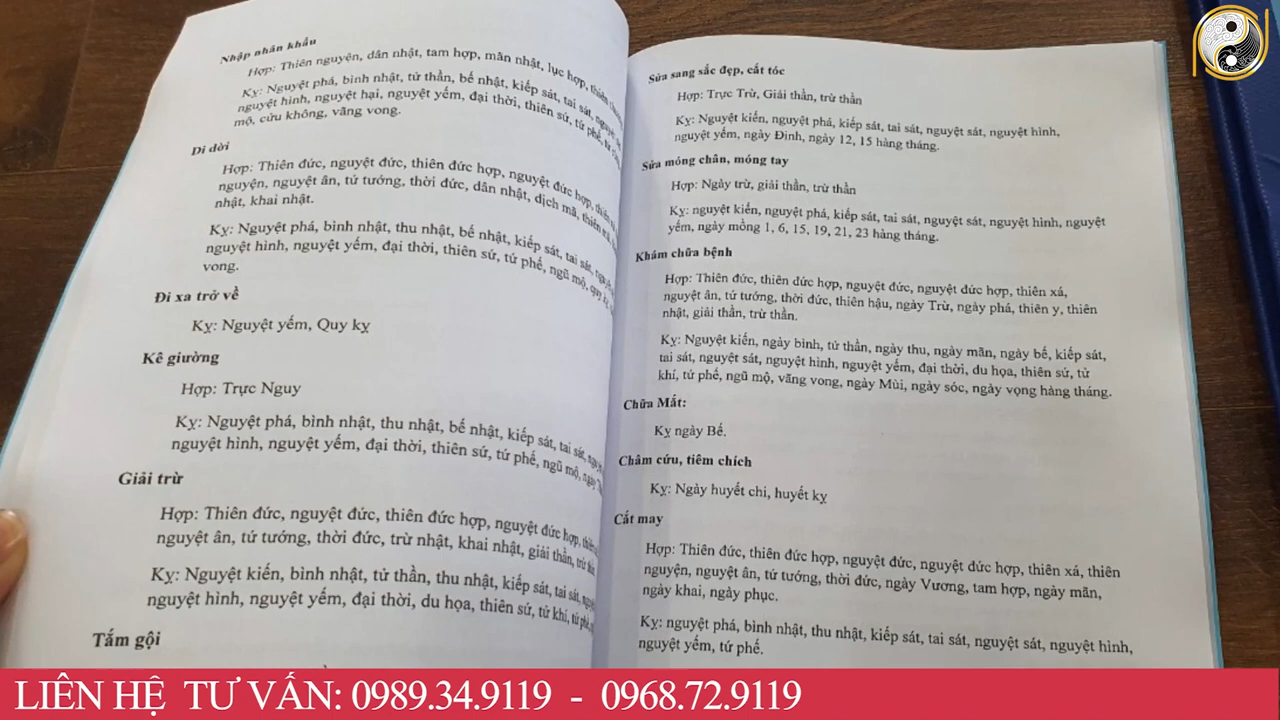 Nhập nhân khẩu
Hợp: Thiên nguyện, dân nhật, tam hợp, mãn nhật, lục hợp,
Kỵ: Nguyệt phá, bình nhật, tử thần, bế nhật, kiếp sát, tai sát,
nguyệt hình, nguyệt hại, nguyệt yếm, đại thời, thiên sứ, tứ phế,
mộ, cửu không, vãng vong.
Di dời
Hợp: Thiên đức, nguyệt đức, thiên đức hợp, nguyệt đức hợp,
nguyện, nguyệt ân, tứ tướng, thời đức, dân nhật, dịch mã,
nhật, khai nhật.
Kỵ: Nguyệt phá, bình nhật, thu nhật, bế nhật, kiếp sát, tai sát,
nguyệt hình, nguyệt yếm, đại thời, thiên sứ, tứ phế, ngũ mộ,
vong.
Đi xa trở về
Kỵ: Nguyệt yếm, Quy kỵ
Kê giường
Hợp: Trực Nguy
Kỵ: Nguyệt phá, bình nhật, thu nhật, bế nhật, kiếp sát, tai sát,
nguyệt hình, nguyệt yếm, đại thời, thiên sứ, tứ phế, ngũ mộ, ngày
Giải trừ
Hợp: Thiên đức, nguyệt đức, thiên đức hợp, nguyệt đức hợp,
nguyệt ân, tứ tướng, thời đức, trừ nhật, khai nhật, giải thần,
Kỵ: Nguyệt kiến, bình nhật, tử thần, thu nhật, kiếp sát, tai sát,
nguyệt hình, nguyệt yếm, đại thời, du họa, thiên sứ, tử khí,
Tắm gội
Sửa sang sắc đẹp, cắt tóc
Hợp: Trực Trừ, Giải thần, trừ thần
Kỵ: Nguyệt kiến, nguyệt phá, kiếp sát, tai sát, nguyệt sát, nguyệt hình,
nguyệt yếm, ngày Đinh, ngày 12, 15 hàng tháng.
Sửa móng chân, móng tay
Hợp: Ngày trừ, giải thần, trừ thần
Kỵ: nguyệt kiến, nguyệt phá, kiếp sát, tai sát, nguyệt sát, nguyệt hình, nguyệt
yếm, ngày mồng 1, 6, 15, 19, 21, 23 hàng tháng.
Khám chữa bệnh
Hợp: Thiên đức, thiên đức hợp, nguyệt đức, nguyệt đức hợp, thiên xá,
nguyệt ân, tứ tướng, thời đức, thiên hậu, ngày Trừ, ngày phá, thiên y, thiên
nhật, giải thần, trừ thần.
Kỵ: Nguyệt kiến, ngày bình, tử thần, ngày thu, ngày mãn, ngày bế, kiếp sát,
tai sát, nguyệt sát, nguyệt hình, nguyệt yếm, đại thời, du họa, thiên sứ, tử
khí, tứ phế, ngũ mộ, vãng vong, ngày Mùi, ngày sóc, ngày vọng hàng tháng.
Chữa Mắt:
Kỵ ngày Bế.
Châm cứu, tiêm chích
Kỵ: Ngày huyết chi, huyết kỵ
Cắt may
Hợp: Thiên đức, thiên đức hợp, nguyệt đức, nguyệt đức hợp, thiên xá, thiên
nguyện, nguyệt ân, tứ tướng, thời đức, ngày Vương, tam hợp, ngày mãn,
ngày khai, ngày phục.
Kỵ: nguyệt phá, bình nhật, thu nhật, kiếp sát, tai sát, nguyệt sát, nguyệt hình,
nguyệt yếm, tứ phế.
LIÊN HỆ TƯ VẤN: 0989.34.9119 - 0968.72.9119